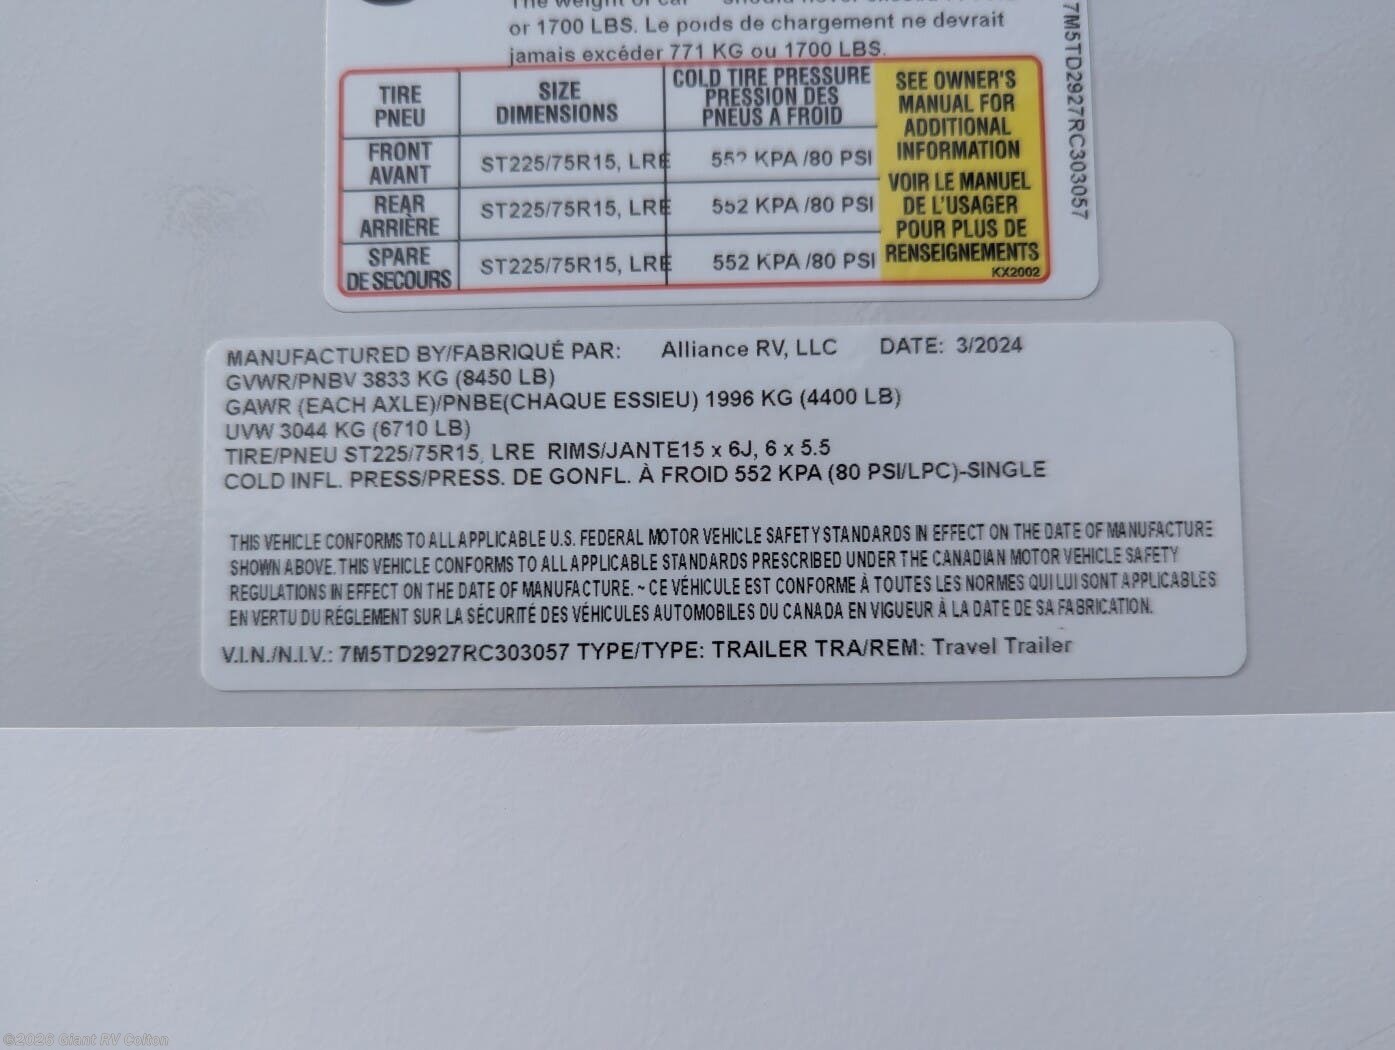 The weight of
or 1700 LBS. Le poids de chargement ne devrait
jamais excéder 771 KG ou 1700 LBS.
TIRE
PNEU
SIZE
DIMENSIONS
COLD TIRE PRESSURE
PRESSION DES
PNEUS A FROID
SEE OWNER'S
MANUAL FOR
ADDITIONAL
INFORMATION
VOIR LE MANUEL
DE L'USAGER
POUR PLUS DE
RENSEIGNEMENTS
KX2002
FRONT
AVANT
ST225/75R15, LRE
552 KPA /80 PSI
REAR
ARRIÈRE
ST225/75R15, LRE
552 KPA /80 PSI
SPARE
DE SECOURS
ST225/75R15, LRE
552 KPA /80 PSI
7M5TD2927RC303057
MANUFACTURED BY/FABRIQUÉ PAR: Alliance RV, LLC DATE: 3/2024
GVWR/PNBV 3833 KG (8450 LB)
GAWR (EACH AXLE)/PNBE(CHAQUE ESSIEU) 1996 KG (4400 LB)
UVW 3044 KG (6710 LB)
TIRE/PNEU ST225/75R15, LRE RIMS/JANTE15 x 6J, 6 x 5.5
COLD INFL. PRESS/PRESS. DE GONFL. À FROID 552 KPA (80 PSI/LPC)-SINGLE
THIS VEHICLE CONFORMS TO ALL APPLICABLE U.S. FEDERAL MOTOR VEHICLE SAFETY STANDARDS IN EFFECT ON THE DATE OF MANUFACTURE
SHOWN ABOVE. THIS VEHICLE CONFORMS TO ALL APPLICABLE STANDARDS PRESCRIBED UNDER THE CANADIAN MOTOR VEHICLE SAFETY
REGULATIONS IN EFFECT ON THE DATE OF MANUFACTURE. ~ CE VÉHICULE EST CONFORME À TOUTES LES NORMES QUI LUI SONT APPLICABLES
EN VERTU DU RÉGLEMENT SUR LA SÉCURITÉ DES VÉHICULES AUTOMOBILES DU CANADA EN VIGUEUR À LA DATE DE SA FABRICATION.
V.I.N./N.I.V.: 7M5TD2927RC303057 TYPE/TYPE: TRAILER TRA/REM: Travel Trailer
©2026 Giant RV Colton